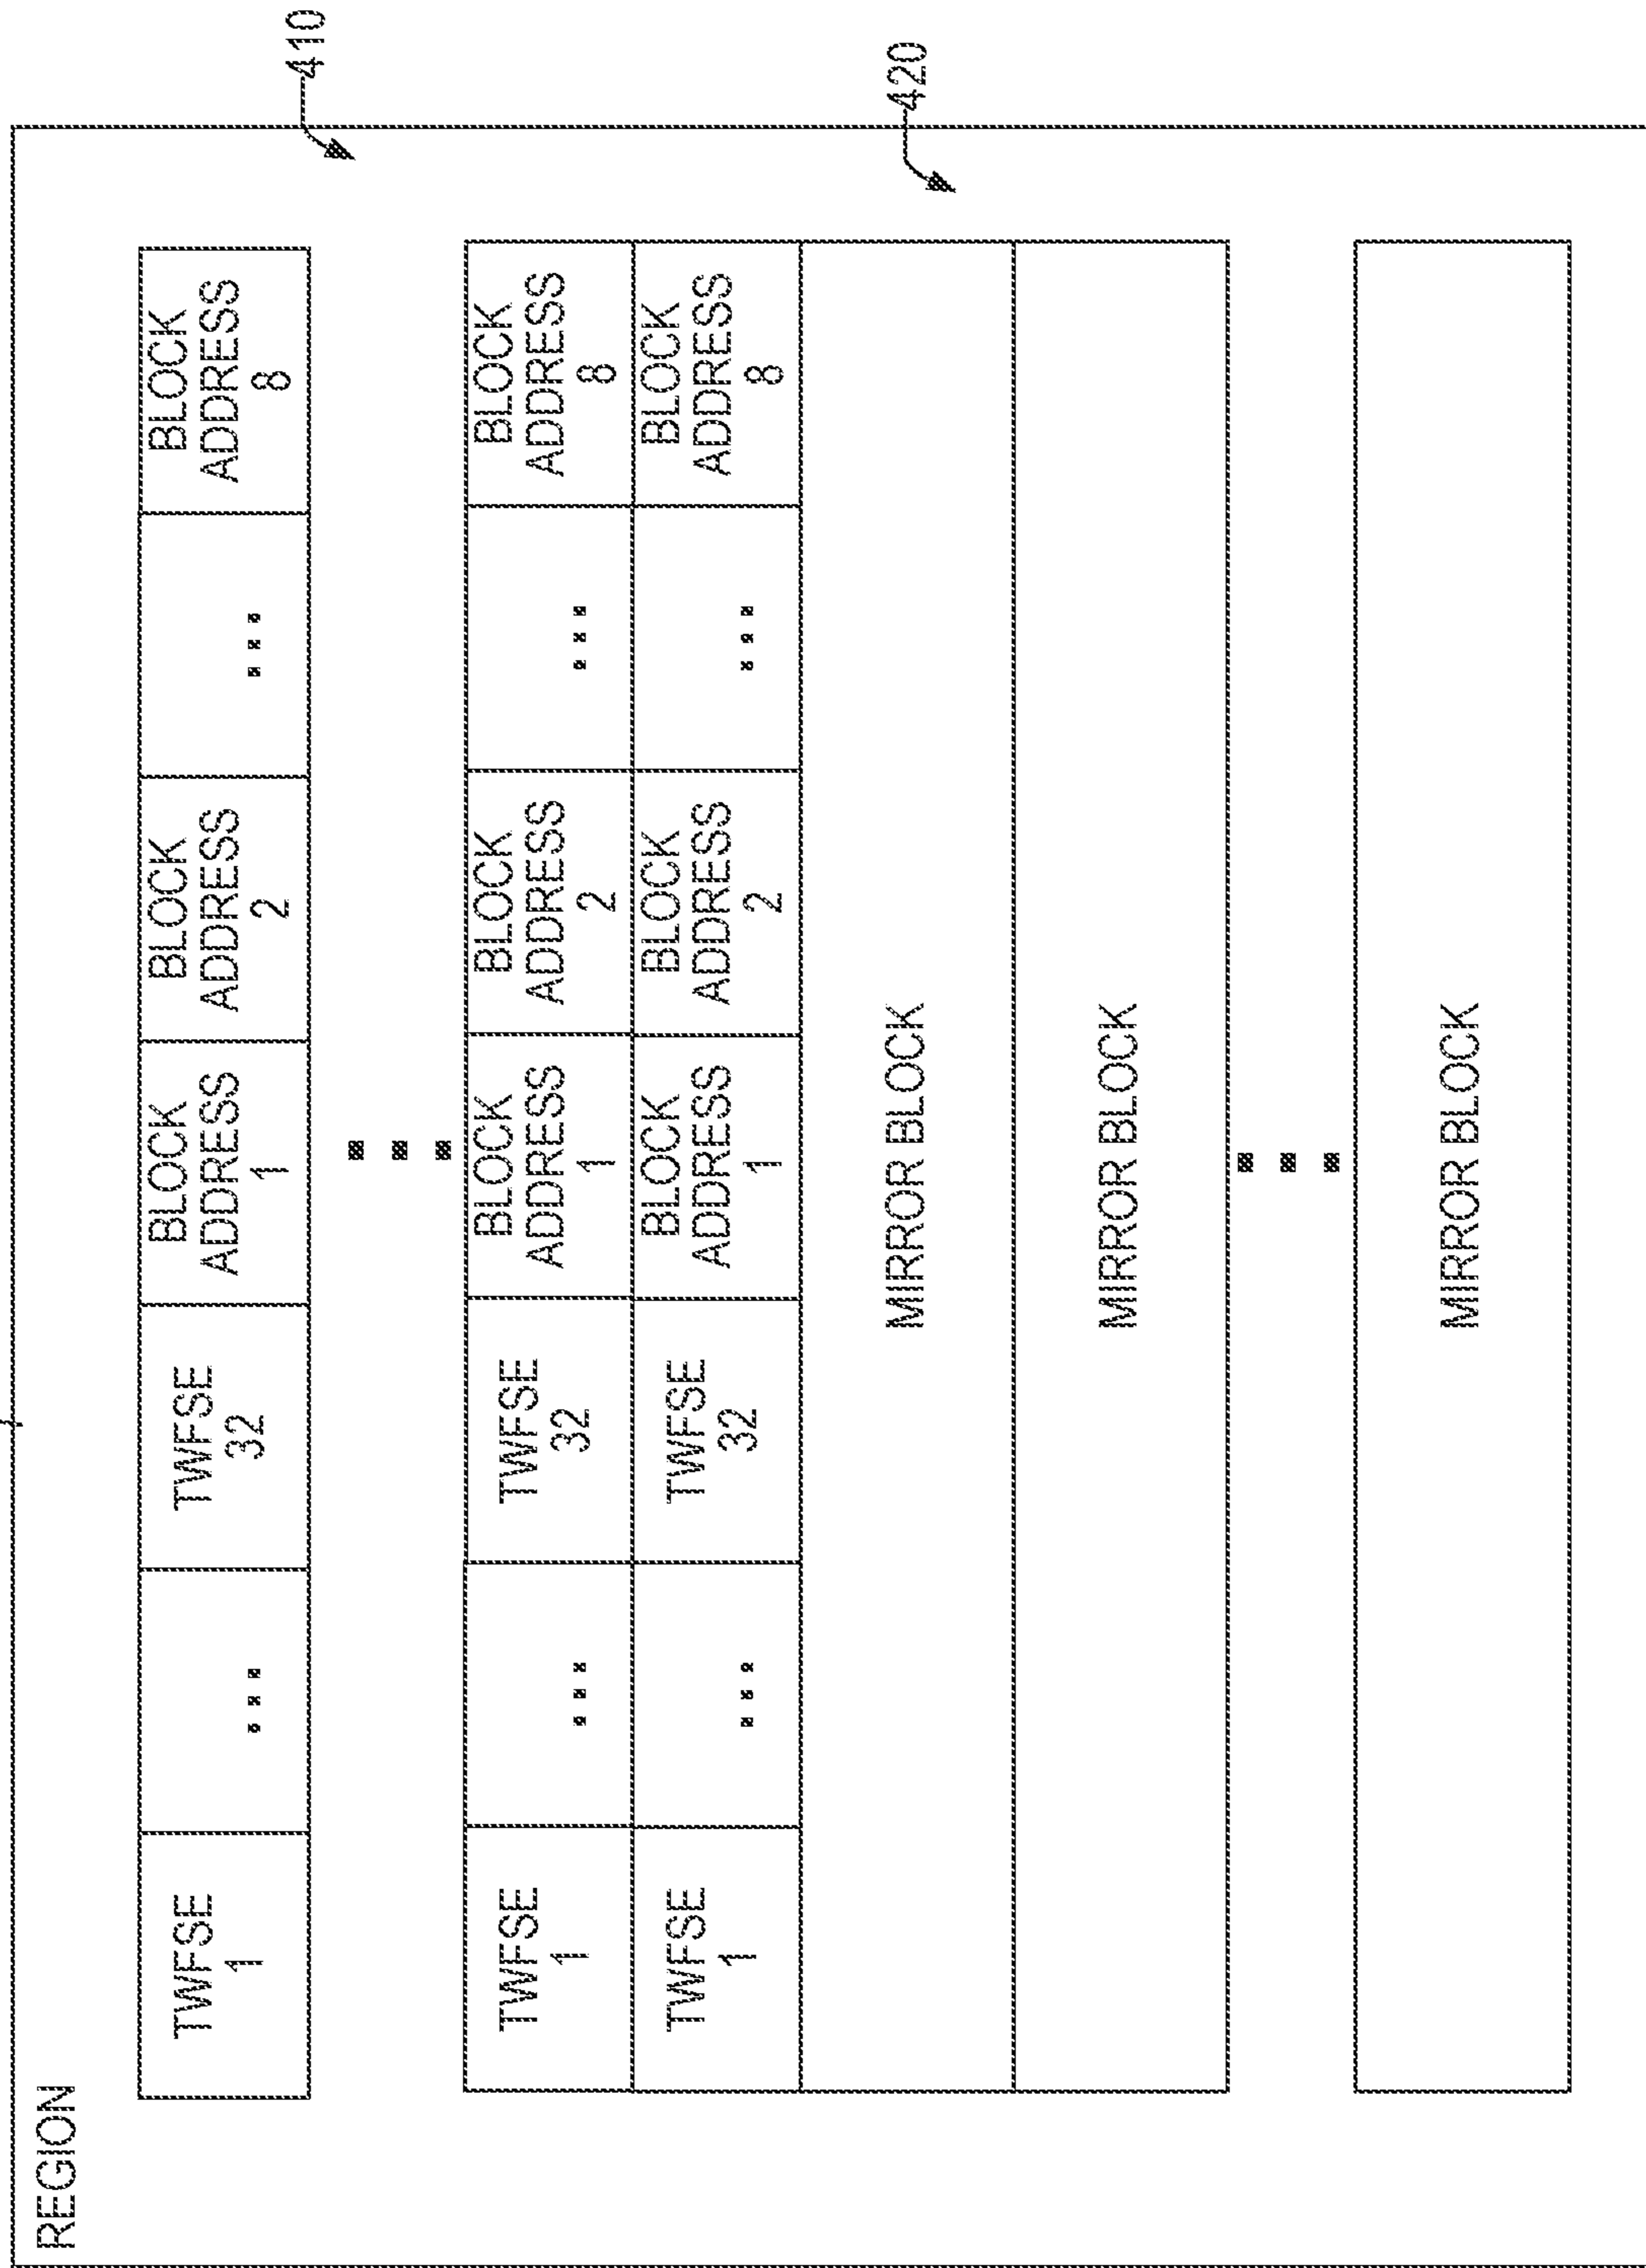 REGION
410
TWFSE
1
...
TWFSE
32
BLOCK
ADDRESS
1
BLOCK
ADDRESS
2
...
BLOCK
ADDRESS
8
TWFSE
1
...
TWFSE
32
BLOCK
ADDRESS
1
BLOCK
ADDRESS
2
...
BLOCK
ADDRESS
8
TWFSE
1
...
TWFSE
32
BLOCK
ADDRESS
1
BLOCK
ADDRESS
2
...
BLOCK
ADDRESS
8
420
MIRROR BLOCK
MIRROR BLOCK
MIRROR BLOCK